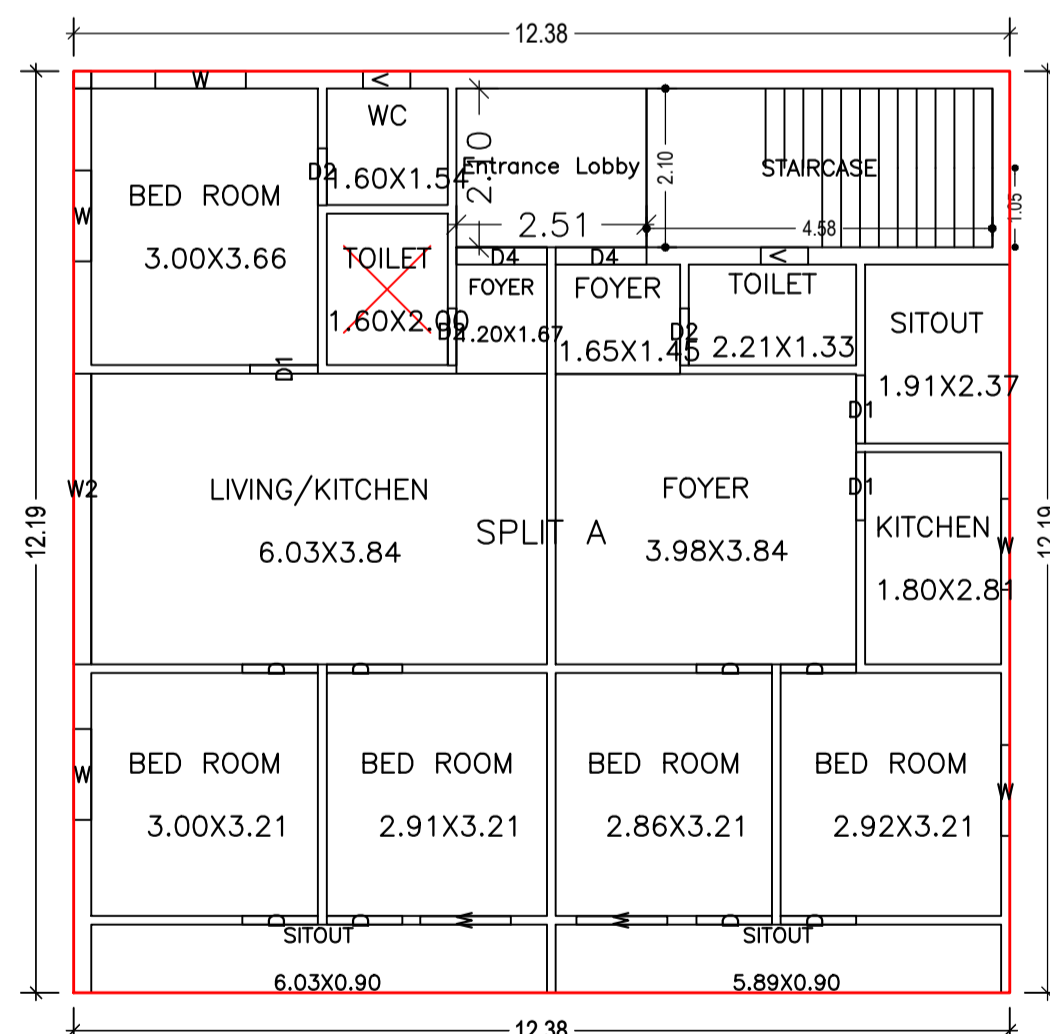 12.38
W
V
WC
1.60X1.54
D2
2.10
Entrance Lobby
2.10
STAIRCASE
1.05
BED ROOM
3.00X3.66
W
2.51
4.58
TOILET
1.60X2.00
D4
D4
V
FOYER
1.20X1.67
D2
FOYER
1.65X1.45
D2
TOILET
2.21X1.33
SITOUT
1.91X2.37
D1
D1
W2
LIVING/KITCHEN
6.03X3.84
SPLIT A
FOYER
3.98X3.84
D1
KITCHEN
1.80X2.81
W
12.19
12.19
D
D
D
D
BED ROOM
3.00X3.21
W
BED ROOM
2.91X3.21
BED ROOM
2.86X3.21
BED ROOM
2.92X3.21
W
D
D
W
W
D
D
SITOUT
6.03X0.90
SITOUT
5.89X0.90
12.38